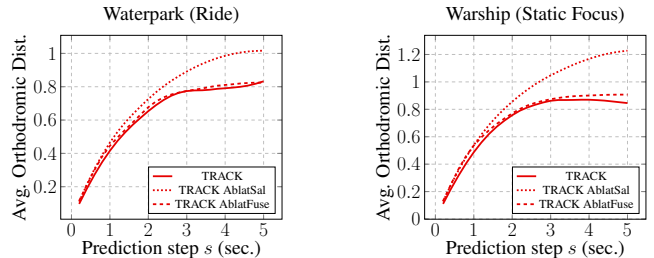 Waterpark (Ride)
Avg. Orthodromic Dist.
1
0.8
0.6
0.4
0.2
TRACK
TRACK AblatSal
TRACK AblatFuse
0 1 2 3 4 5
Prediction step s (sec.)
Warship (Static Focus)
Avg. Orthodromic Dist.
1.2
1
0.8
0.6
0.4
0.2
0
TRACK
TRACK AblatSal
TRACK AblatFuse
0 1 2 3 4 5
Prediction step s (sec.)